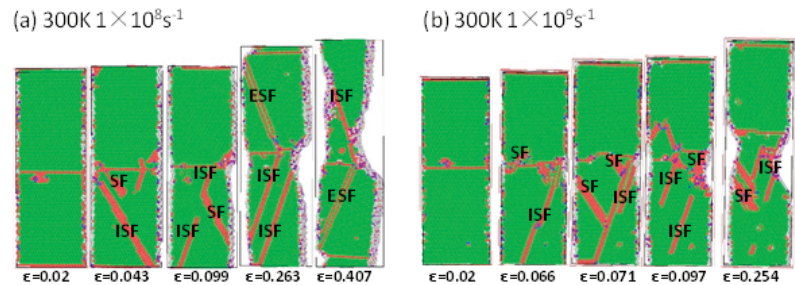 (a) 300K 1×10⁸s⁻¹
(b) 300K 1×10⁹s⁻¹
SF
ISF
ISF
SF
ISF
ESF
ISF
ISF
ESF
SF
ISF
SF
SF
ISF
SF
ISF
ISF
ISF
SF
ε=0.02 ε=0.043 ε=0.099 ε=0.263 ε=0.407
ε=0.02 ε=0.066 ε=0.071 ε=0.097 ε=0.254